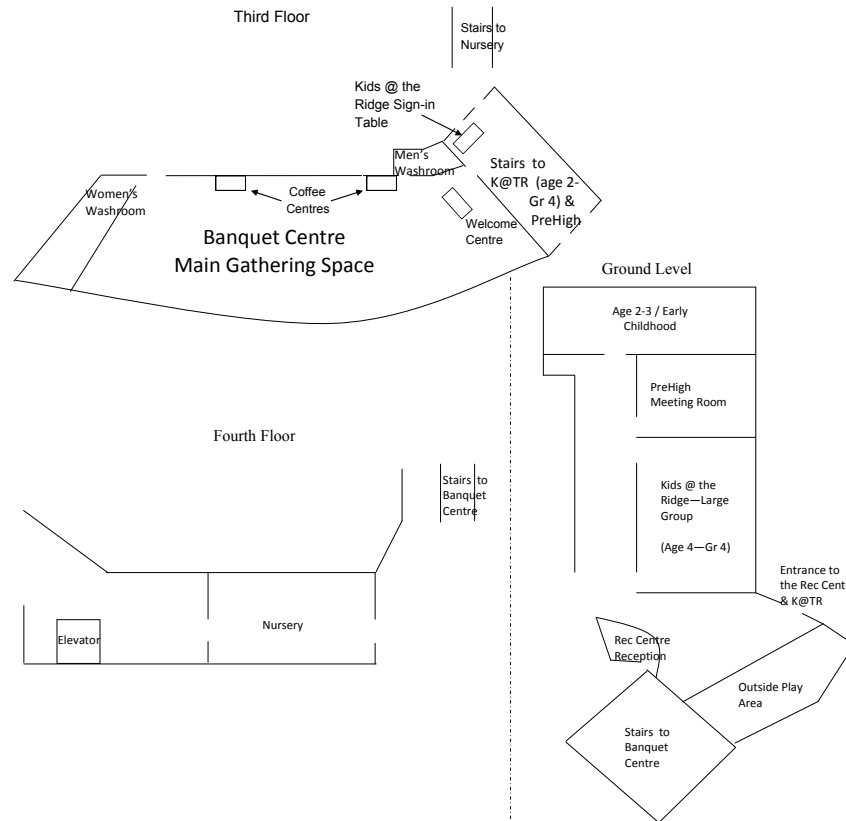 Third Floor
Stairs to
Nursery
Kids @ the
Ridge Sign-in
Table
Men's
Washroom
Stairs to
K@TR (age 2-
Gr 4) &
PreHigh
Women's
Washroom
Coffee
Centres
Welcome
Centre
Banquet Centre
Main Gathering Space
Ground Level
Age 2-3 / Early
Childhood
PreHigh
Meeting Room
Kids @ the
Ridge—Large
Group
(Age 4—Gr 4)
Entrance to
the Rec Cent
& K@TR
Rec Centre
Reception
Outside Play
Area
Stairs to
Banquet
Centre
Fourth Floor
Stairs to
Banquet
Centre
Elevator
Nursery